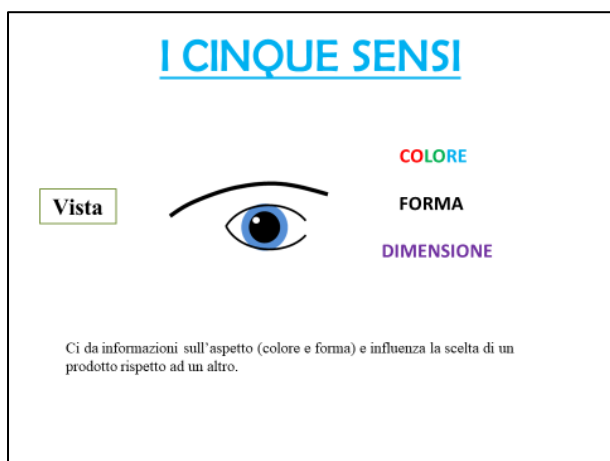 I CINQUE SENSI
COLORE
Vista
FORMA
DIMENSIONE
Ci da informazioni sull'aspetto (colore e forma) e influenza la scelta di un
prodotto rispetto ad un altro.